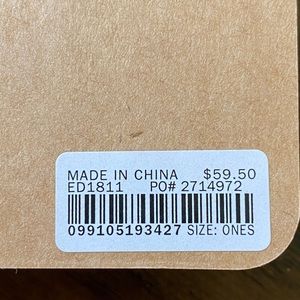 MADE IN CHINA $59.50
ED1811 PO# 2714972
099105193427 SIZE: ONES